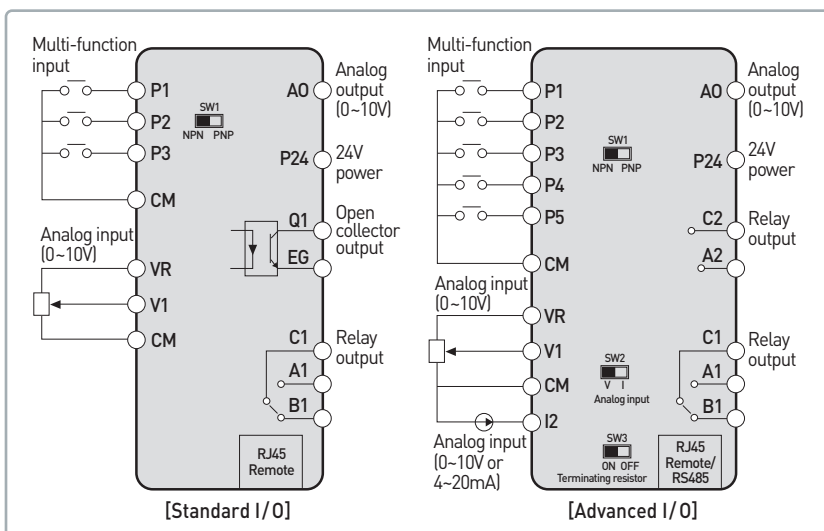 Multi-function
input
P1
P2
P3
CM
SW1
NPN PNP
AO
Analog
output
(0~10V)
P24
24V
power
Q1
Open
collector
output
EG
Analog input
(0~10V)
VR
V1
CM
C1
Relay
output
A1
B1
RJ45
Remote
[Standard I/O]
Multi-function
input
P1
P2
P3
P4
P5
CM
SW1
NPN PNP
AO
Analog
output
(0~10V)
P24
24V
power
C2
Relay
output
A2
Analog input
(0~10V)
VR
V1
CM
I2
Analog input
(0~10V or
4~20mA)
SW2
V I
Analog input
SW3
ON OFF
Terminating resistor
C1
Relay
output
A1
B1
RJ45
Remote/
RS485
[Advanced I/O]